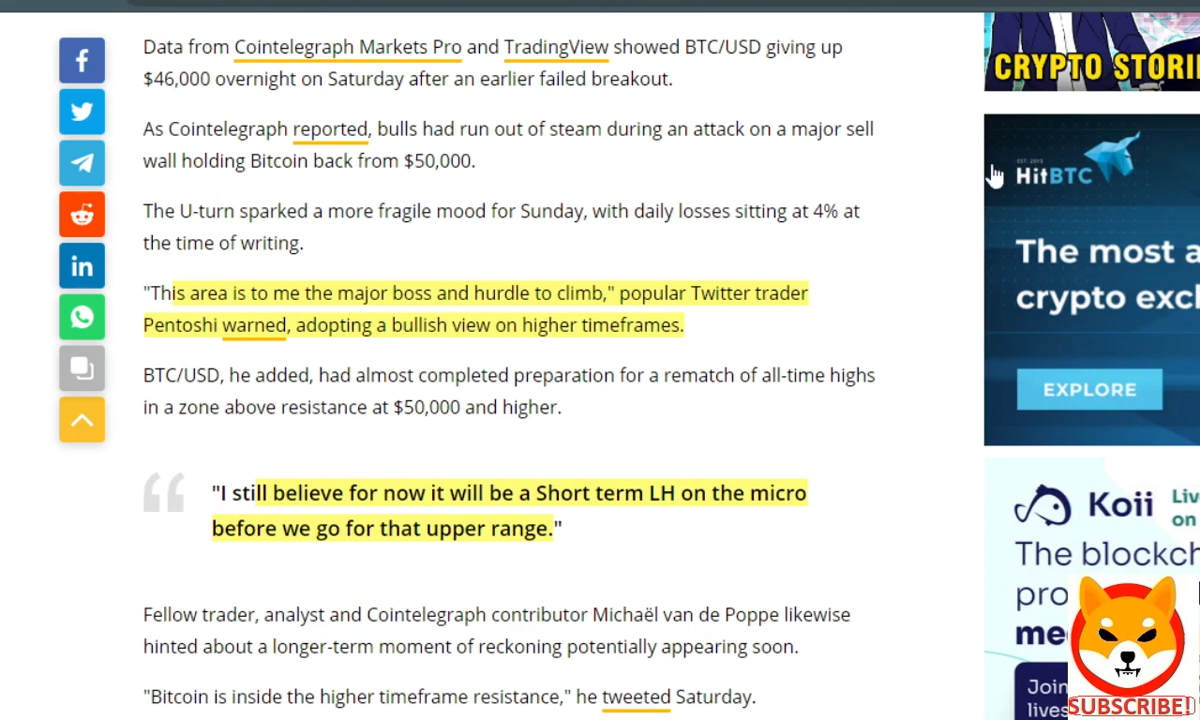 Data from Cointelegraph Markets Pro and TradingView showed BTC/USD giving up
$46,000 overnight on Saturday after an earlier failed breakout.
As Cointelegraph reported, bulls had run out of steam during an attack on a major sell
wall holding Bitcoin back from $50,000.
The U-turn sparked a more fragile mood for Sunday, with daily losses sitting at 4% at
the time of writing.
"This area is to me the major boss and hurdle to climb," popular Twitter trader
Pentoshi warned, adopting a bullish view on higher timeframes.
BTC/USD, he added, had almost completed preparation for a rematch of all-time highs
in a zone above resistance at $50,000 and higher.
"I still believe for now it will be a Short term LH on the micro
before we go for that upper range."
Fellow trader, analyst and Cointelegraph contributor Michaël van de Poppe likewise
hinted about a longer-term moment of reckoning potentially appearing soon.
"Bitcoin is inside the higher timeframe resistance," he tweeted Saturday.
CRYPTO STORI
EST. 2013
HitBTC
The most a
crypto exc
EXPLORE
Koii
Liv
on
The blockch
pro
me
Join
lives
SUBSCRIBE!